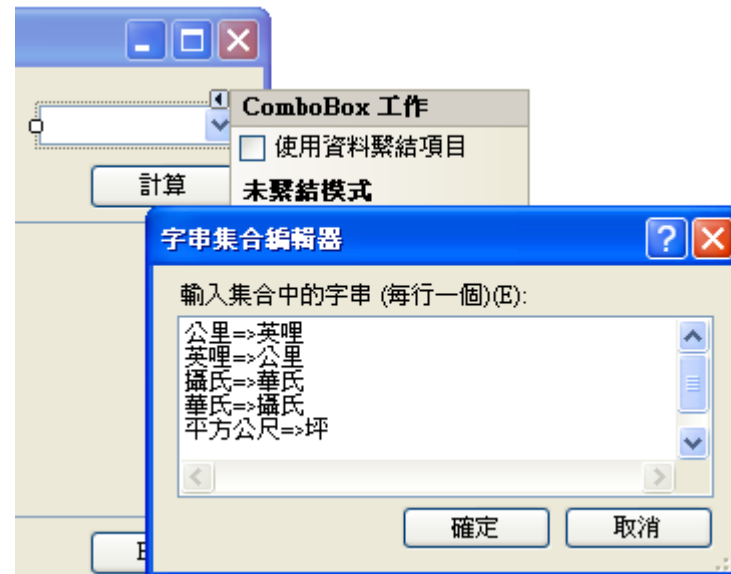 ComboBox 工作
使用資料繫結項目
計算
未繫結模式
字串集合編輯器
輸入集合中的字串 (每行一個)(E):
公里=>英哩
英哩=>公里
攝氏=>華氏
華氏=>攝氏
平方公尺=>坪
確定
取消